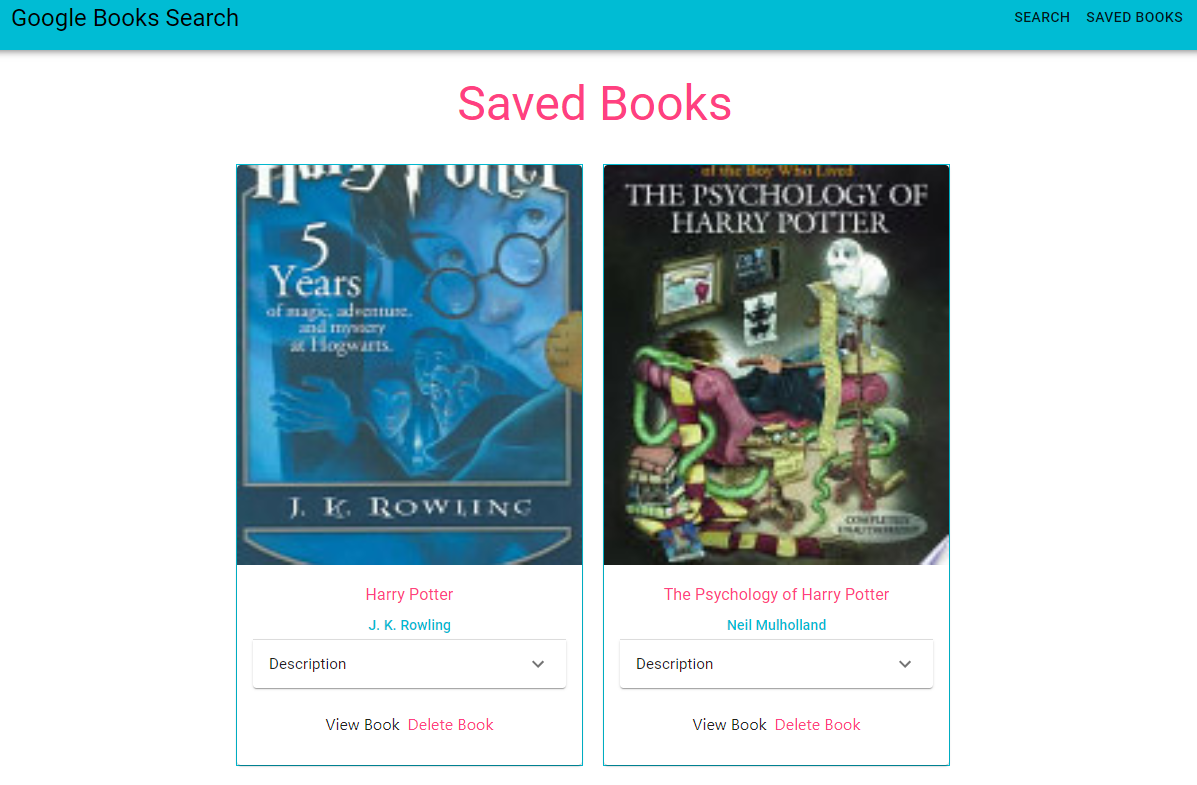 Google Books Search
SEARCH
SAVED BOOKS
Saved Books
Harry Potter
5
Years
of magic, adventure,
and mystery
at Hogwarts.
J. K. ROWLING
Harry Potter
J. K. Rowling
Description
View Book Delete Book
of the Boy Who Lived
THE PSYCHOLOGY OF
HARRY POTTER
COMPLETELY
UNAUTHORIZED
The Psychology of Harry Potter
Neil Mulholland
Description
View Book Delete Book